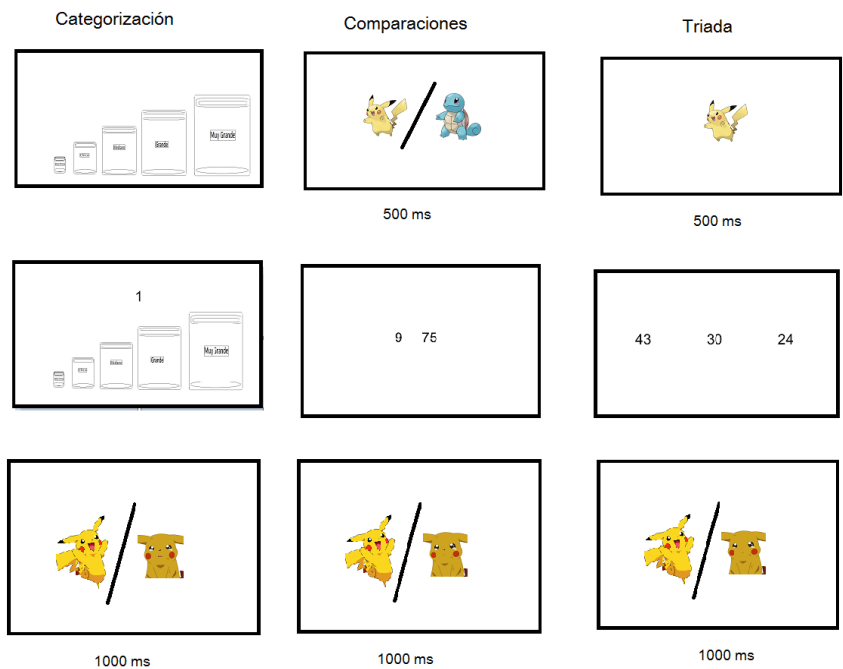 Categorización
Comparaciones
Triada
Grande
Muy Grande
500 ms
500 ms
1
9 75
43 30 24
Grande
1000 ms
1000 ms
1000 ms